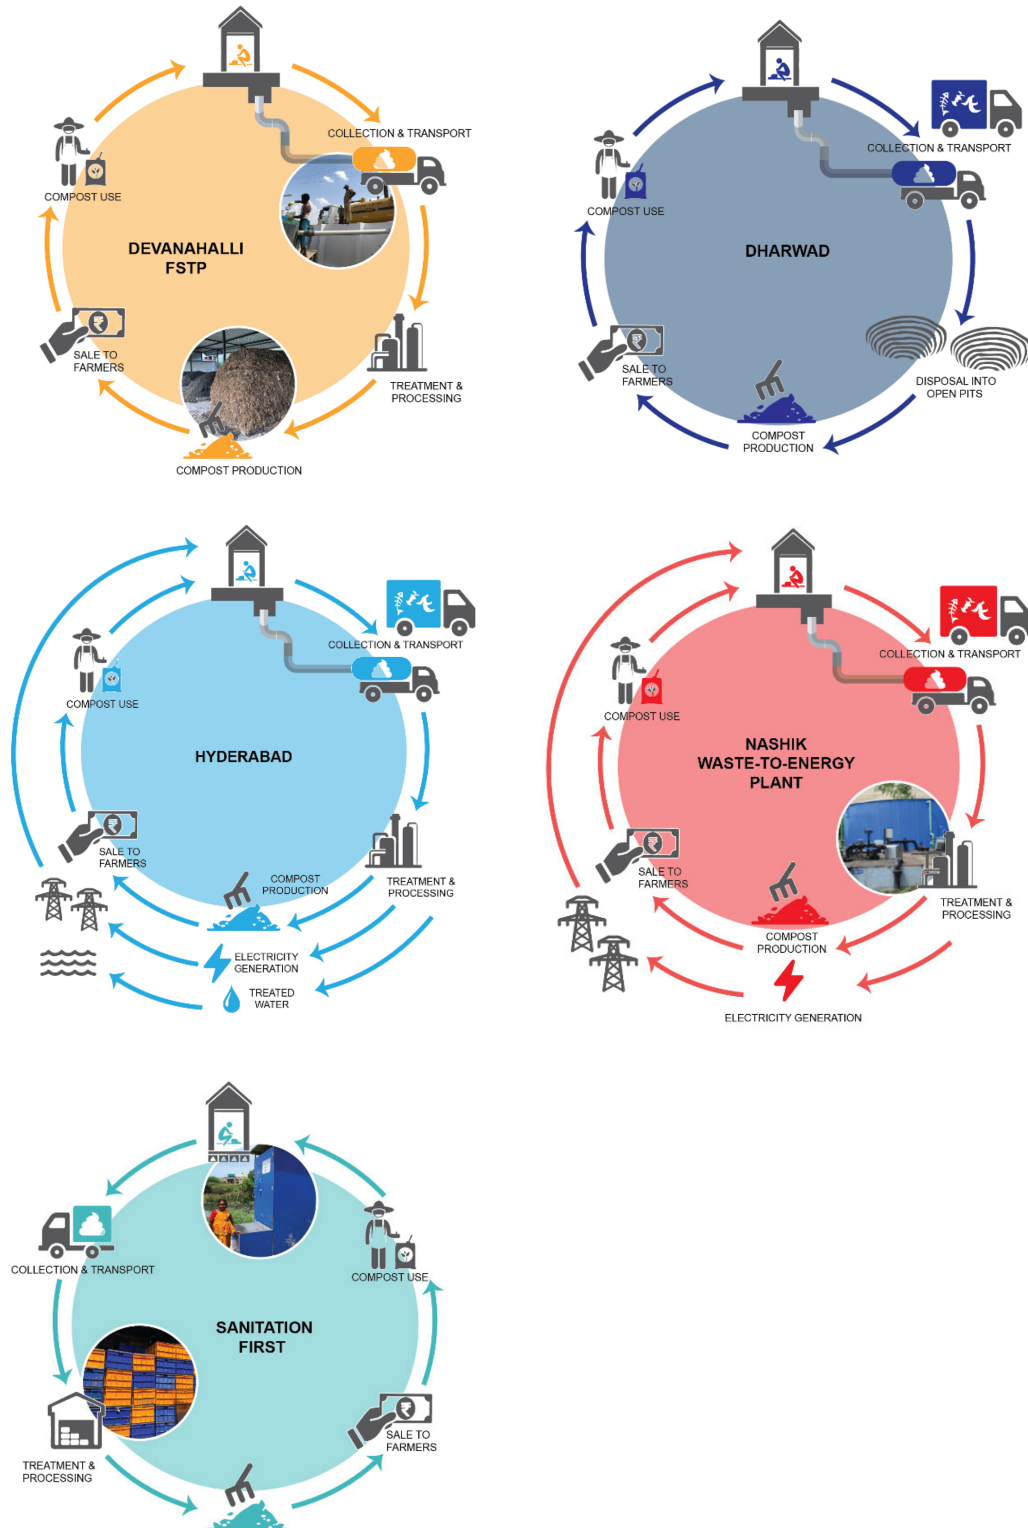 COLLECTION & TRANSPORT
COMPOST USE
DEVANAHALLI
FSTP
SALE TO
FARMERS
TREATMENT &
PROCESSING
COMPOST PRODUCTION
COLLECTION & TRANSPORT
COMPOST USE
DHARWAD
SALE TO
FARMERS
DISPOSAL INTO
OPEN PITS
COMPOST
PRODUCTION
COLLECTION & TRANSPORT
COMPOST USE
HYDERABAD
SALE TO
FARMERS
COMPOST
PRODUCTION
TREATMENT &
PROCESSING
ELECTRICITY
GENERATION
TREATED
WATER
COLLECTION & TRANSPORT
COMPOST USE
NASHIK
WASTE-TO-ENERGY
PLANT
SALE TO
FARMERS
TREATMENT &
PROCESSING
COMPOST
PRODUCTION
ELECTRICITY GENERATION
COLLECTION & TRANSPORT
COMPOST USE
SANITATION
FIRST
SALE TO
FARMERS
TREATMENT &
PROCESSING